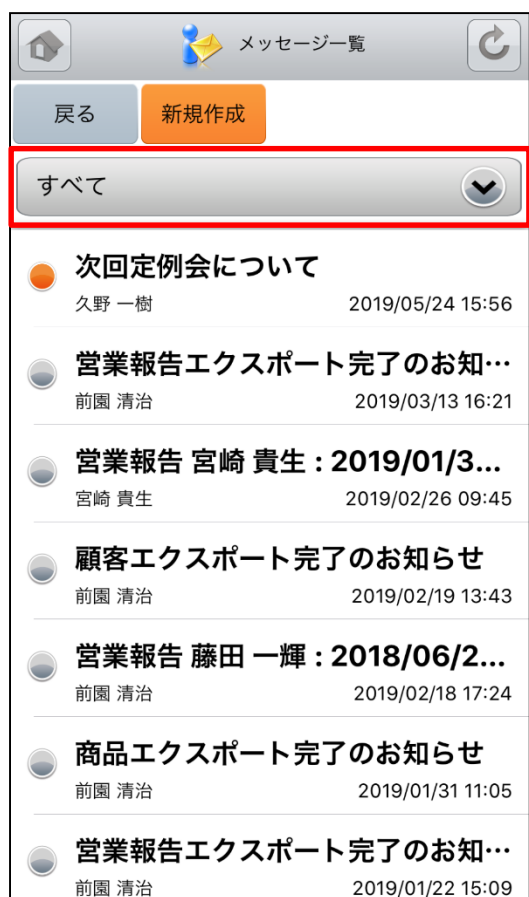 メッセージ一覧
戻る 新規作成
すべて
次回定例会について
久野 一樹 2019/05/24 15:56
営業報告エクスポート完了のお知…
前園 清治 2019/03/13 16:21
営業報告 宮崎 貴生 : 2019/01/3...
宮崎 貴生 2019/02/26 09:45
顧客エクスポート完了のお知らせ
前園 清治 2019/02/19 13:43
営業報告 藤田 一輝 : 2018/06/2...
前園 清治 2019/02/18 17:24
商品エクスポート完了のお知らせ
前園 清治 2019/01/31 11:05
営業報告エクスポート完了のお知…
前園 清治 2019/01/22 15:09